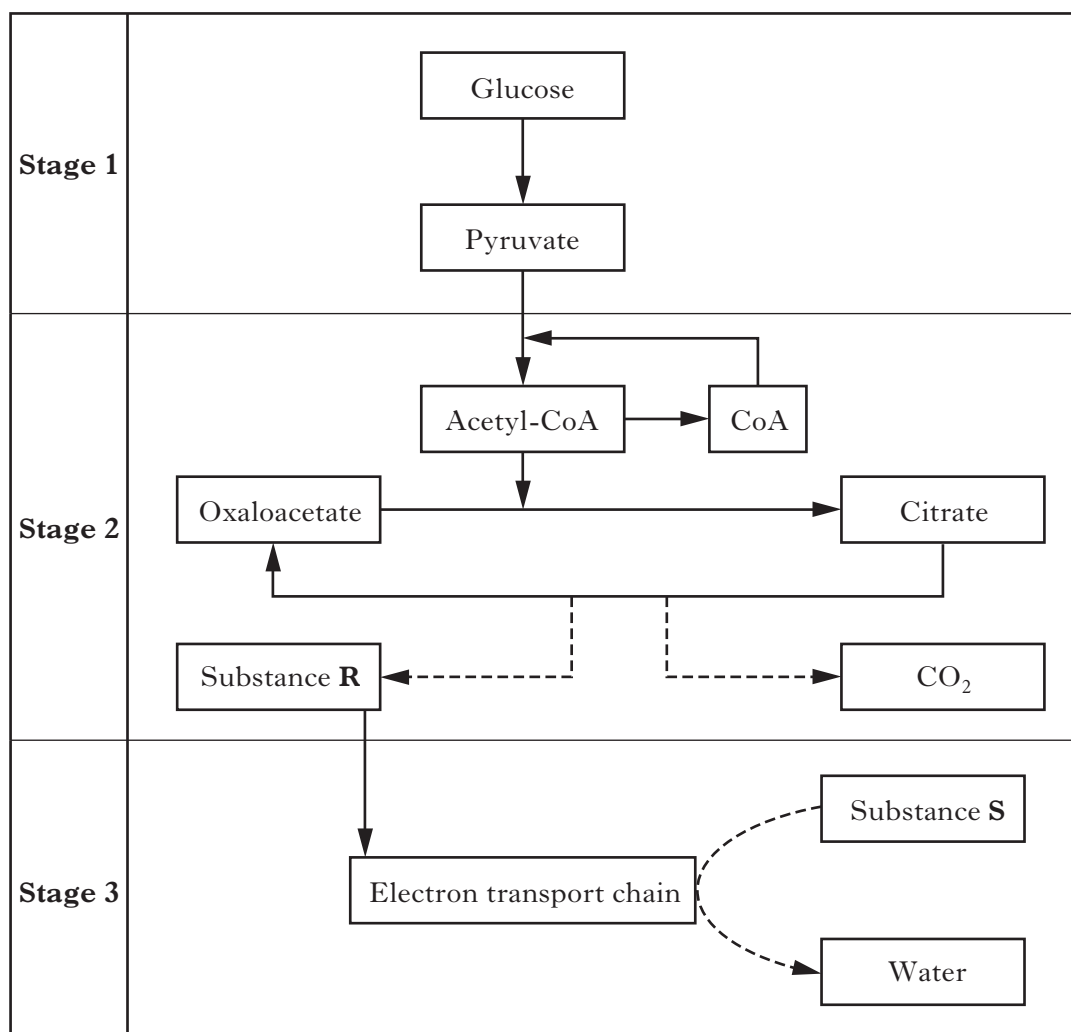 Stage 1
Glucose
Pyruvate
Stage 2
Acetyl-CoA
CoA
Oxaloacetate
Citrate
Substance R
CO₂
Stage 3
Substance S
Electron transport chain
Water